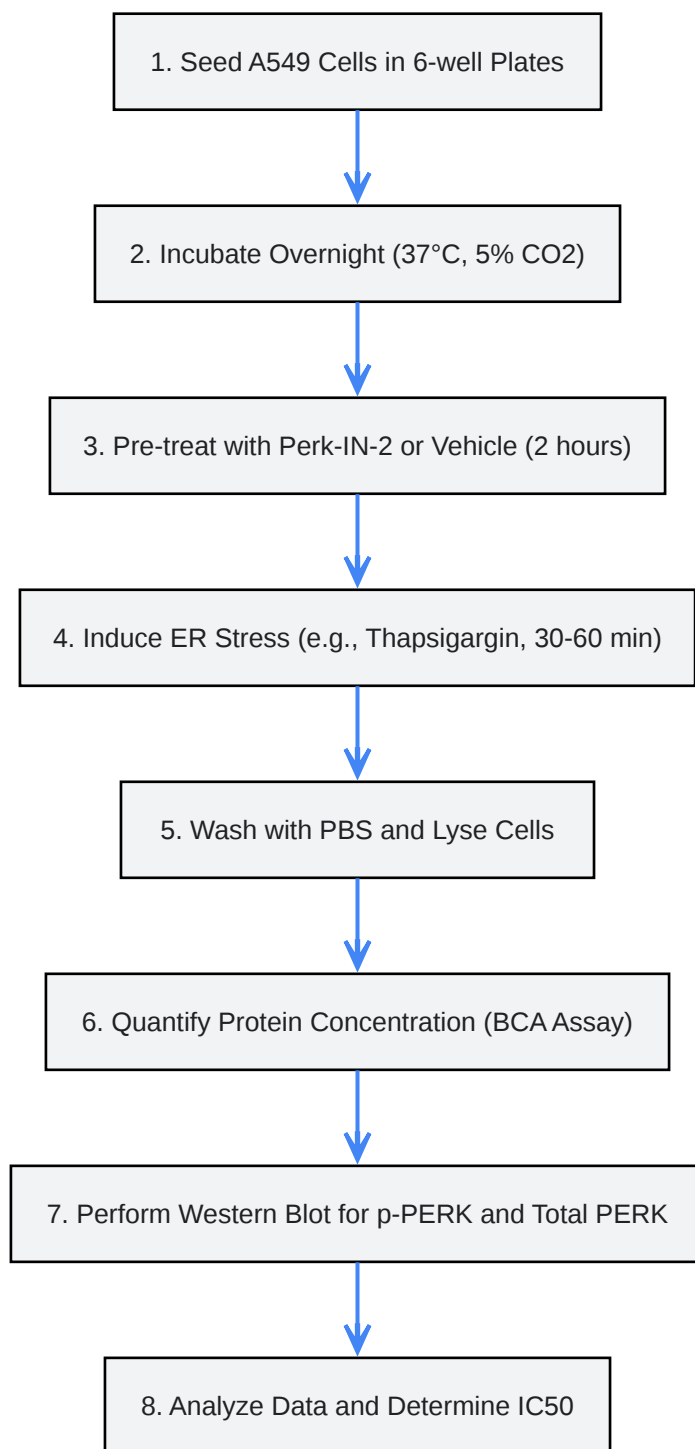 1. Seed A549 Cells in 6-well Plates
2. Incubate Overnight (37°C, 5% CO2)
3. Pre-treat with Perk-IN-2 or Vehicle (2 hours)
4. Induce ER Stress (e.g., Thapsigargin, 30-60 min)
5. Wash with PBS and Lyse Cells
6. Quantify Protein Concentration (BCA Assay)
7. Perform Western Blot for p-PERK and Total PERK
8. Analyze Data and Determine IC50